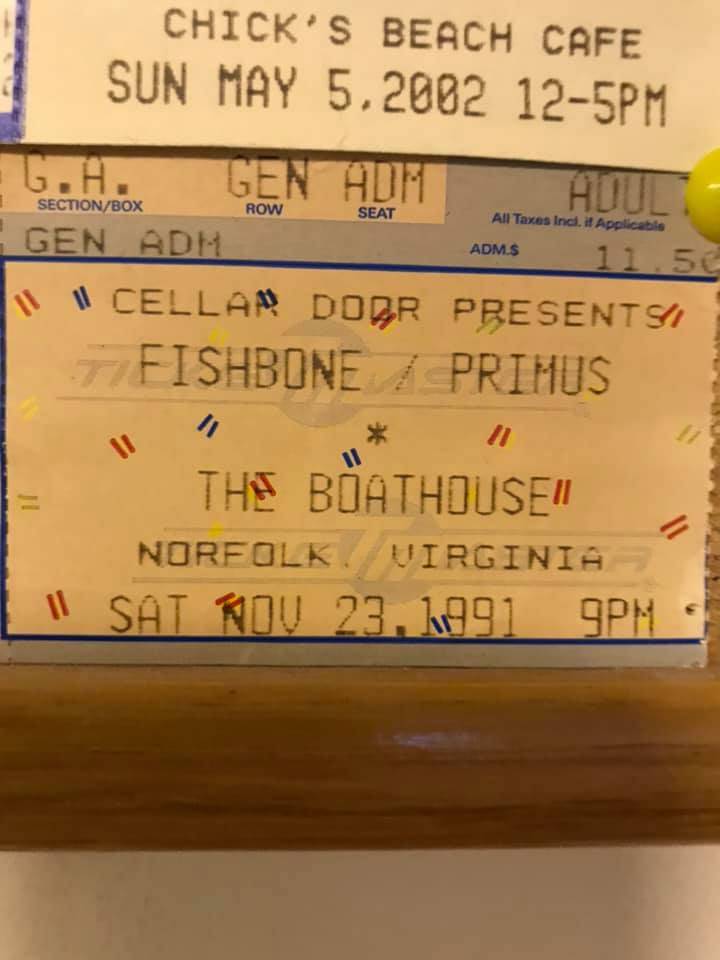 CHICK'S BEACH CAFE
SUN MAY 5,2002 12-5PM
G.A. GEN ADM ADUL
SECTION/BOX ROW SEAT All Taxes Incl. if Applicable
GEN ADM ADM.$ 11.50
CELLAR DOOR PRESENTS
FISHBONE / PRIMUS
*
THE BOATHOUSE
NORFOLK, VIRGINIA
SAT NOV 23,1991 9PM